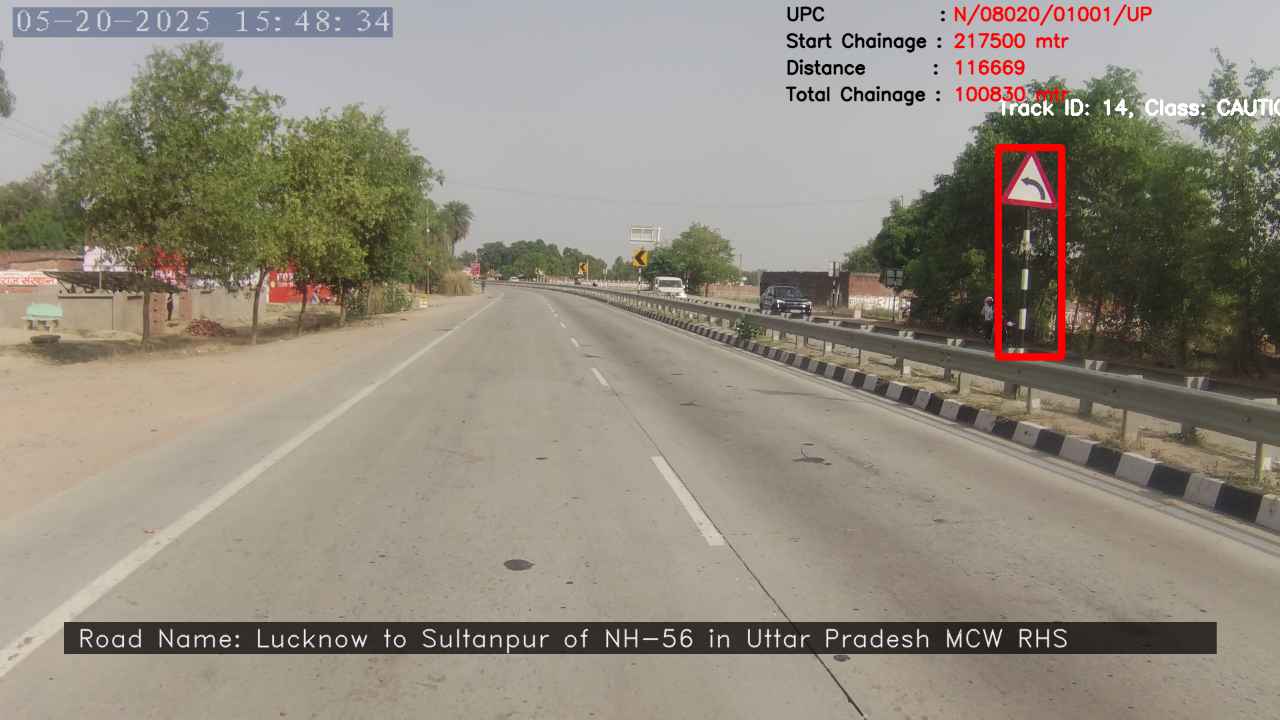 05-20-2025 15:48:34
UPC : N/08020/01001/UP
Start Chainage : 217500 mtr
Distance : 116669
Total Chainage : 100830 mtr
Track ID: 14, Class: CAUTIO
Road Name: Lucknow to Sultanpur of NH-56 in Uttar Pradesh MCW RHS